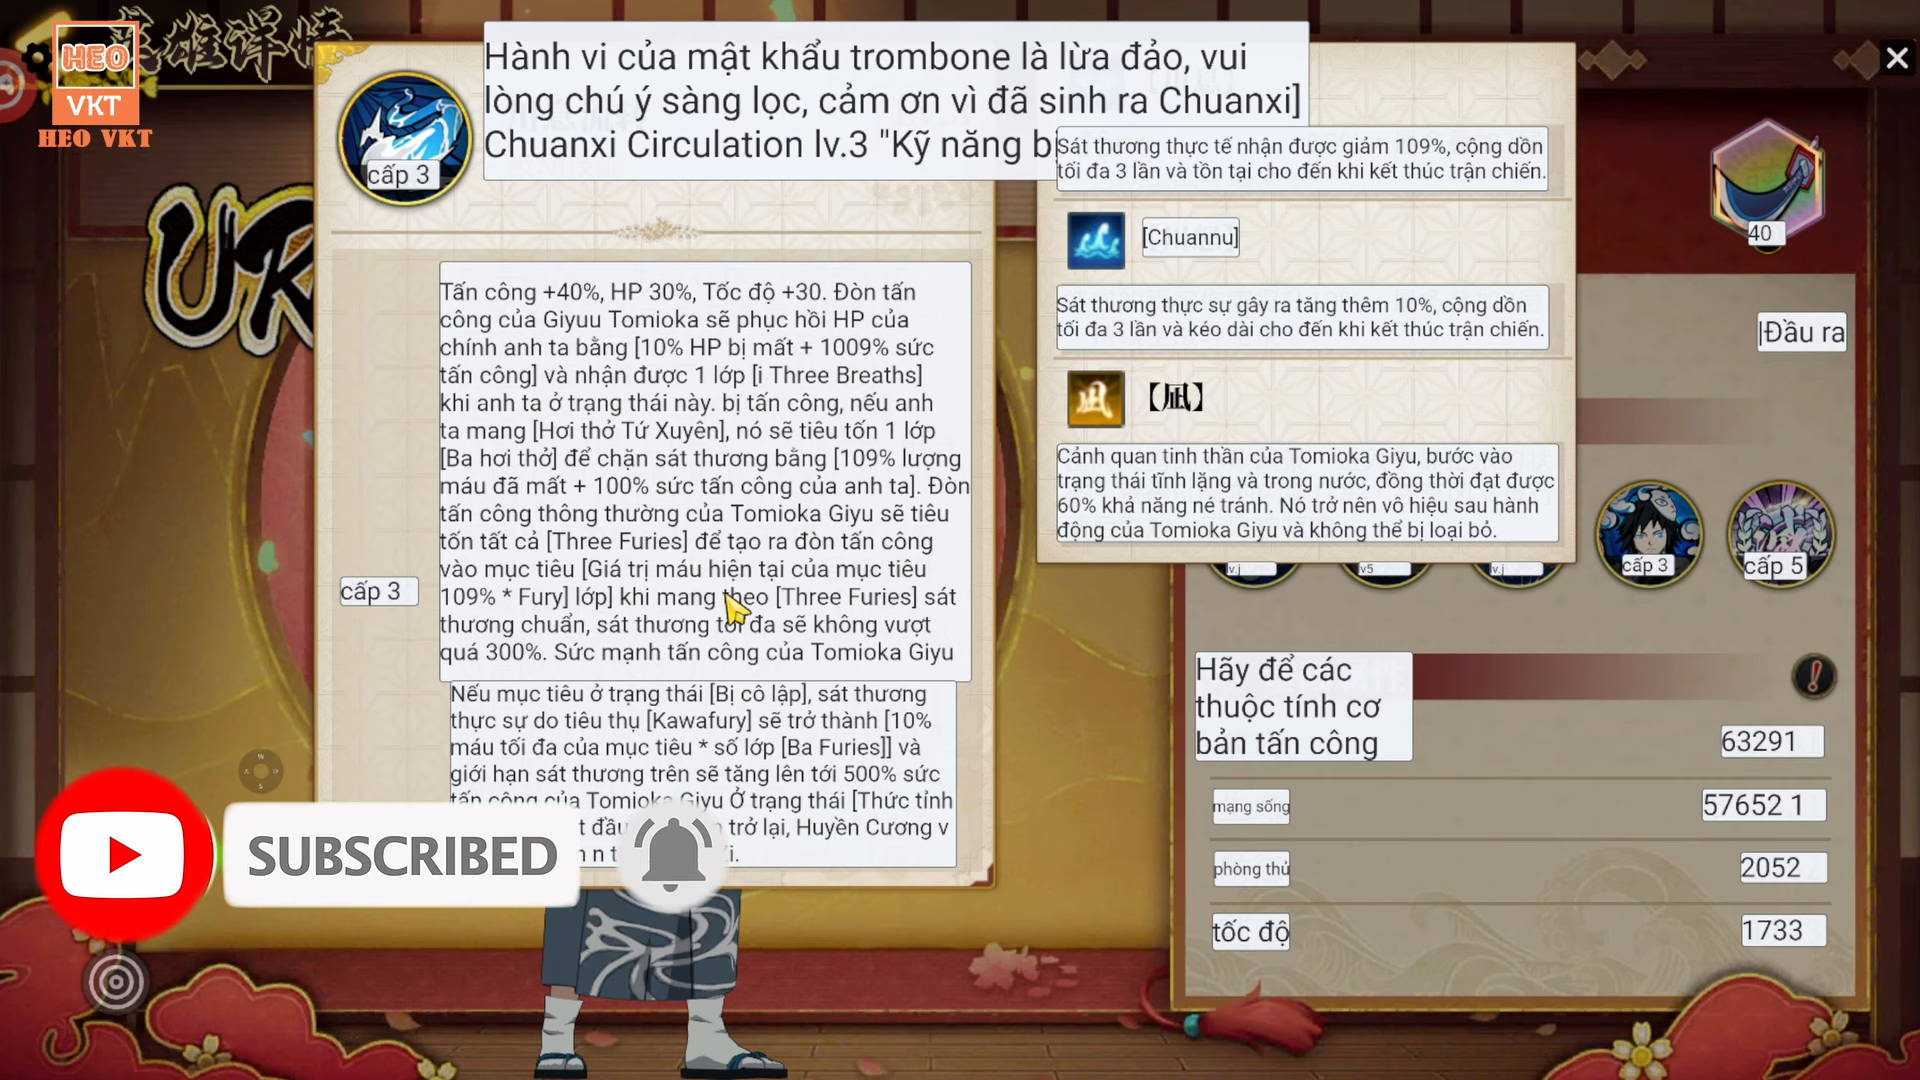 HEO
VKT
HEO VKT
英雄详情
Hành vi của mật khẩu trombone là lừa đảo, vui
lòng chú ý sàng lọc, cảm ơn vì đã sinh ra Chuanxi]
Chuanxi Circulation lv.3 "Kỹ năng b
cấp 3
Sát thương thực tế nhận được giảm 109%, cộng dồn
tối đa 3 lần và tồn tại cho đến khi kết thúc trận chiến.
[Chuannu]
Sát thương thực sự gây ra tăng thêm 10%, cộng dồn
tối đa 3 lần và kéo dài cho đến khi kết thúc trận chiến.
【凪】
Cảnh quan tinh thần của Tomioka Giyu, bước vào
trạng thái tĩnh lặng và trong nước, đồng thời đạt được
60% khả năng né tránh. Nó trở nên vô hiệu sau hành
động của Tomioka Giyu và không thể bị loại bỏ.
UR
cấp 3
Tấn công +40%, HP 30%, Tốc độ +30. Đòn tấn
công của Giyuu Tomioka sẽ phục hồi HP của
chính anh ta bằng [10% HP bị mất + 1009% sức
tấn công] và nhận được 1 lớp [i Three Breaths]
khi anh ta ở trạng thái này. bị tấn công, nếu anh
ta mang [Hơi thở Tứ Xuyên], nó sẽ tiêu tốn 1 lớp
[Ba hơi thở] để chặn sát thương bằng [109% lượng
máu đã mất + 100% sức tấn công của anh ta]. Đòn
tấn công thông thường của Tomioka Giyu sẽ tiêu
tốn tất cả [Three Furies] để tạo ra đòn tấn công
vào mục tiêu [Giá trị máu hiện tại của mục tiêu
109% * Fury] lớp] khi mang theo [Three Furies] sát
thương chuẩn, sát thương tối đa sẽ không vượt
quá 300%. Sức mạnh tấn công của Tomioka Giyu
Nếu mục tiêu ở trạng thái [Bị cô lập], sát thương
thực sự do tiêu thụ [Kawafury] sẽ trở thành [10%
máu tối đa của mục tiêu * số lớp [Ba Furies]] và
giới hạn sát thương trên sẽ tăng lên tới 500% sức
tấn công của Tomioka Giyu Ở trạng thái [Thức tỉnh
t đầu trở lại, Huyền Cương v
SUBSCRIBED
40
|Đầu ra
lv.j
v5
lv.j
cấp 3
cấp 5
Hãy để các
thuộc tính cơ
bản tấn công
63291
mạng sống
57652 1
phòng thủ
2052
tốc độ
1733